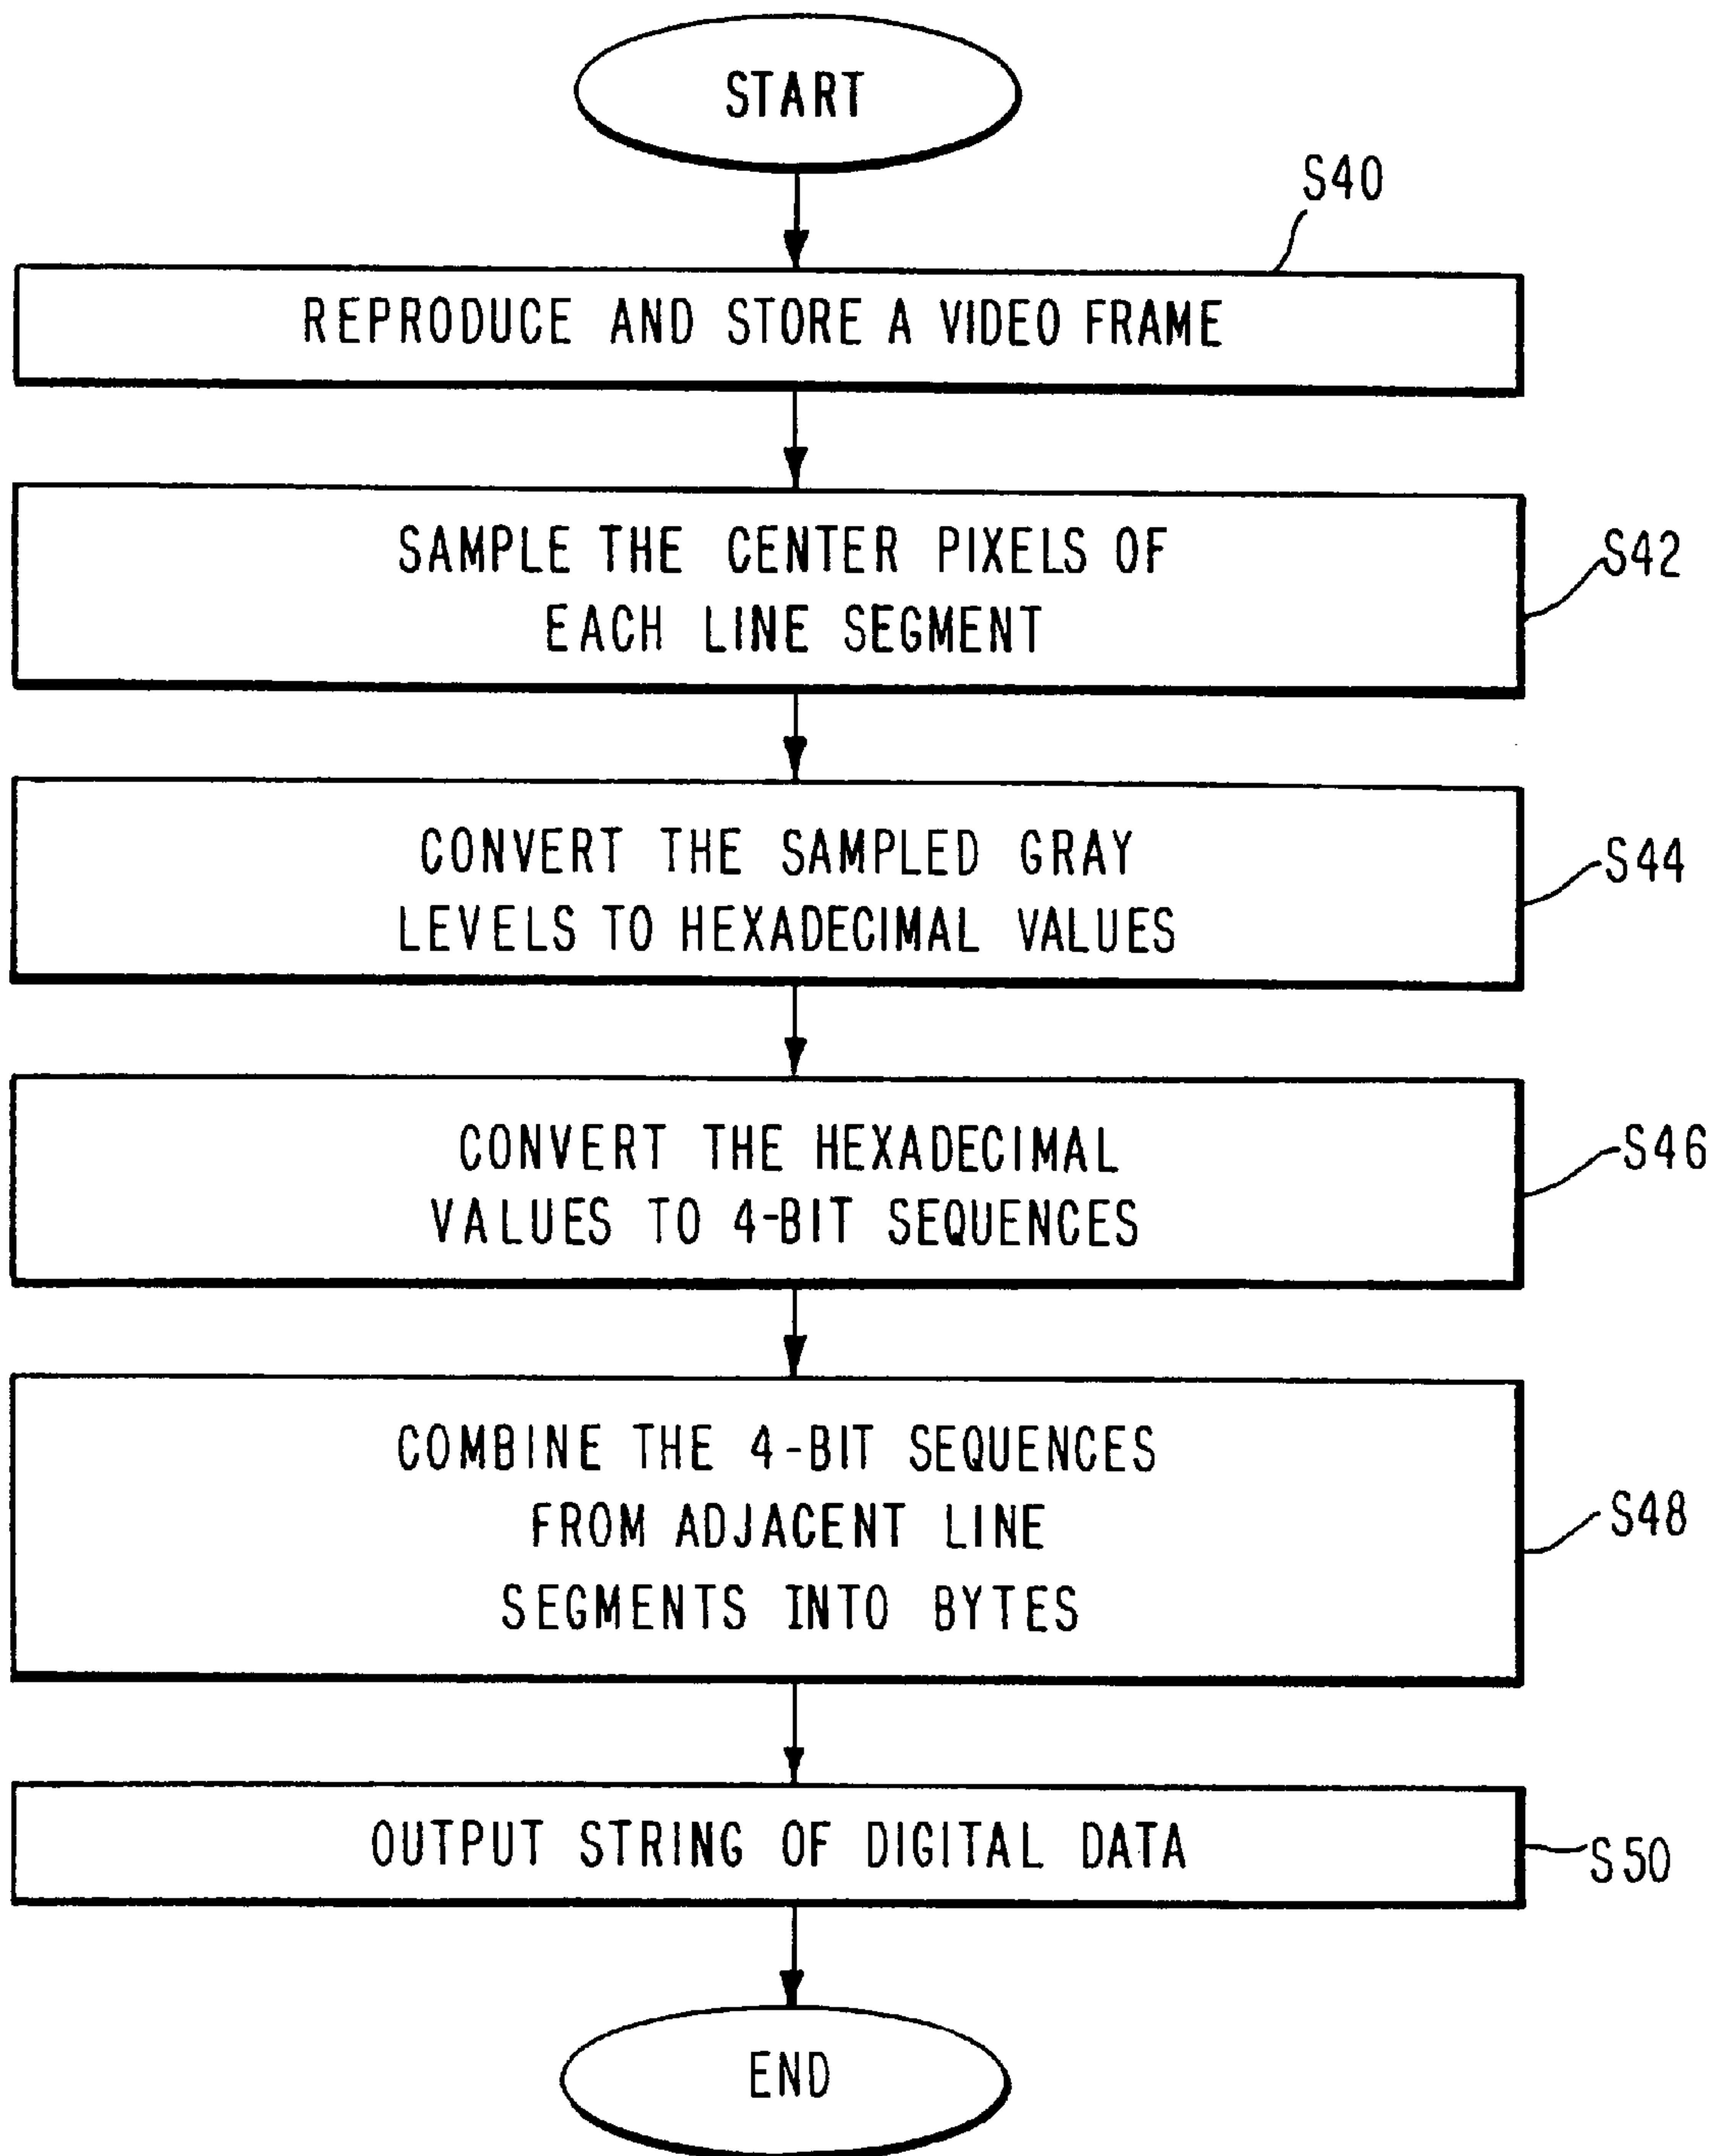 START
S40
REPRODUCE AND STORE A VIDEO FRAME
SAMPLE THE CENTER PIXELS OF
EACH LINE SEGMENT
S42
CONVERT THE SAMPLED GRAY
LEVELS TO HEXADECIMAL VALUES
S44
CONVERT THE HEXADECIMAL
VALUES TO 4-BIT SEQUENCES
S46
COMBINE THE 4-BIT SEQUENCES
FROM ADJACENT LINE
SEGMENTS INTO BYTES
S48
OUTPUT STRING OF DIGITAL DATA
S50
END